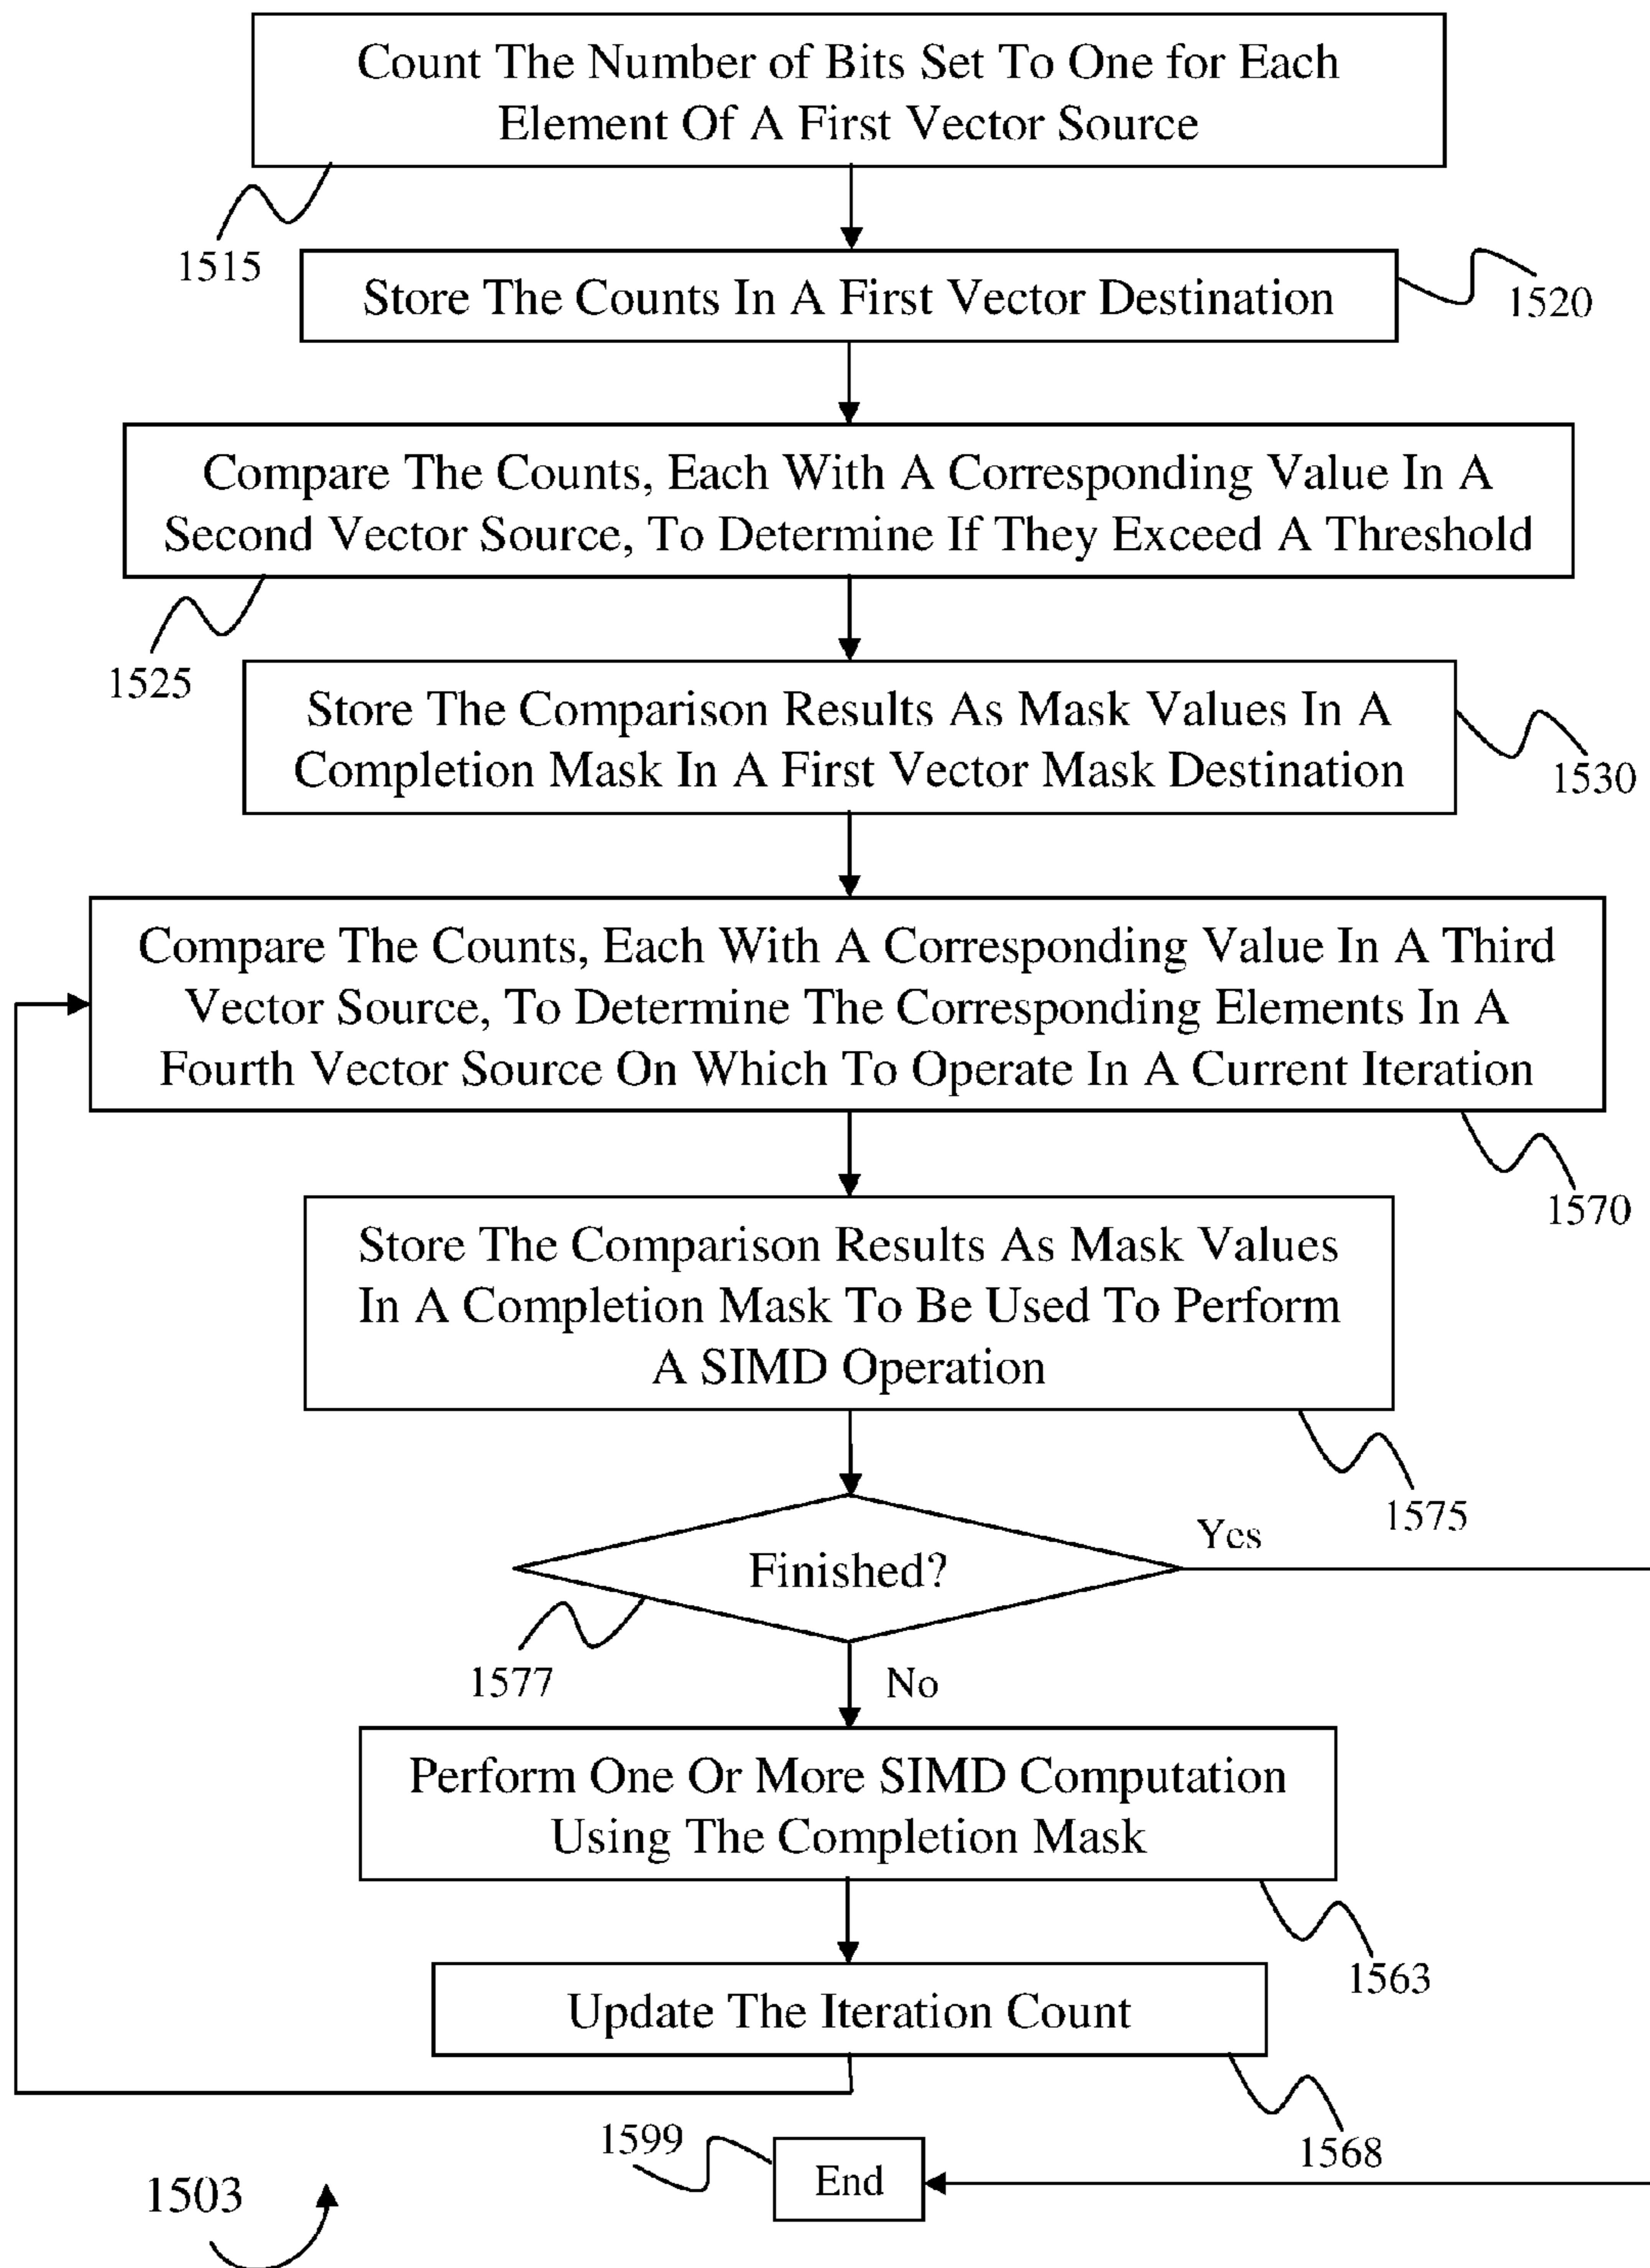 Count The Number of Bits Set To One for Each
Element Of A First Vector Source
1515
Store The Counts In A First Vector Destination
1520
Compare The Counts, Each With A Corresponding Value In A
Second Vector Source, To Determine If They Exceed A Threshold
1525
Store The Comparison Results As Mask Values In A
Completion Mask In A First Vector Mask Destination
1530
Compare The Counts, Each With A Corresponding Value In A Third
Vector Source, To Determine The Corresponding Elements In A
Fourth Vector Source On Which To Operate In A Current Iteration
1570
Store The Comparison Results As Mask Values
In A Completion Mask To Be Used To Perform
A SIMD Operation
1575
Yes
Finished?
1577
No
Perform One Or More SIMD Computation
Using The Completion Mask
1563
Update The Iteration Count
1568
1599
End
1503